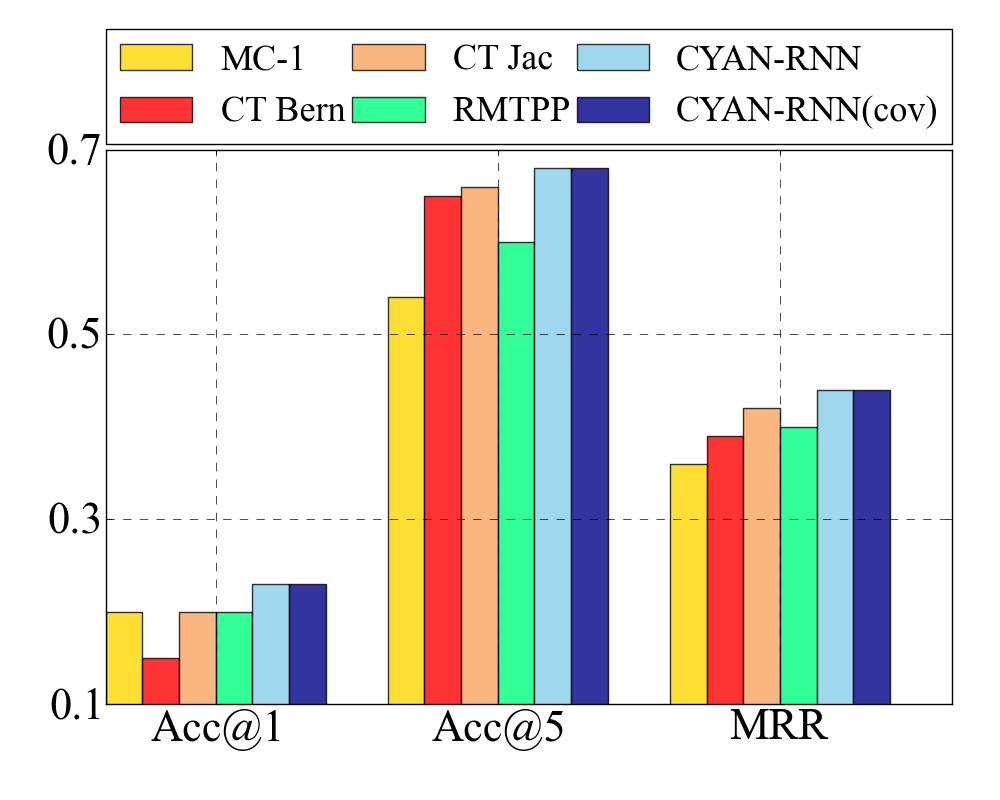 MC-1 CT Jac CYAN-RNN
CT Bern RMTPP CYAN-RNN(cov)
0.7
0.5
0.3
0.1
Acc@1 Acc@5 MRR